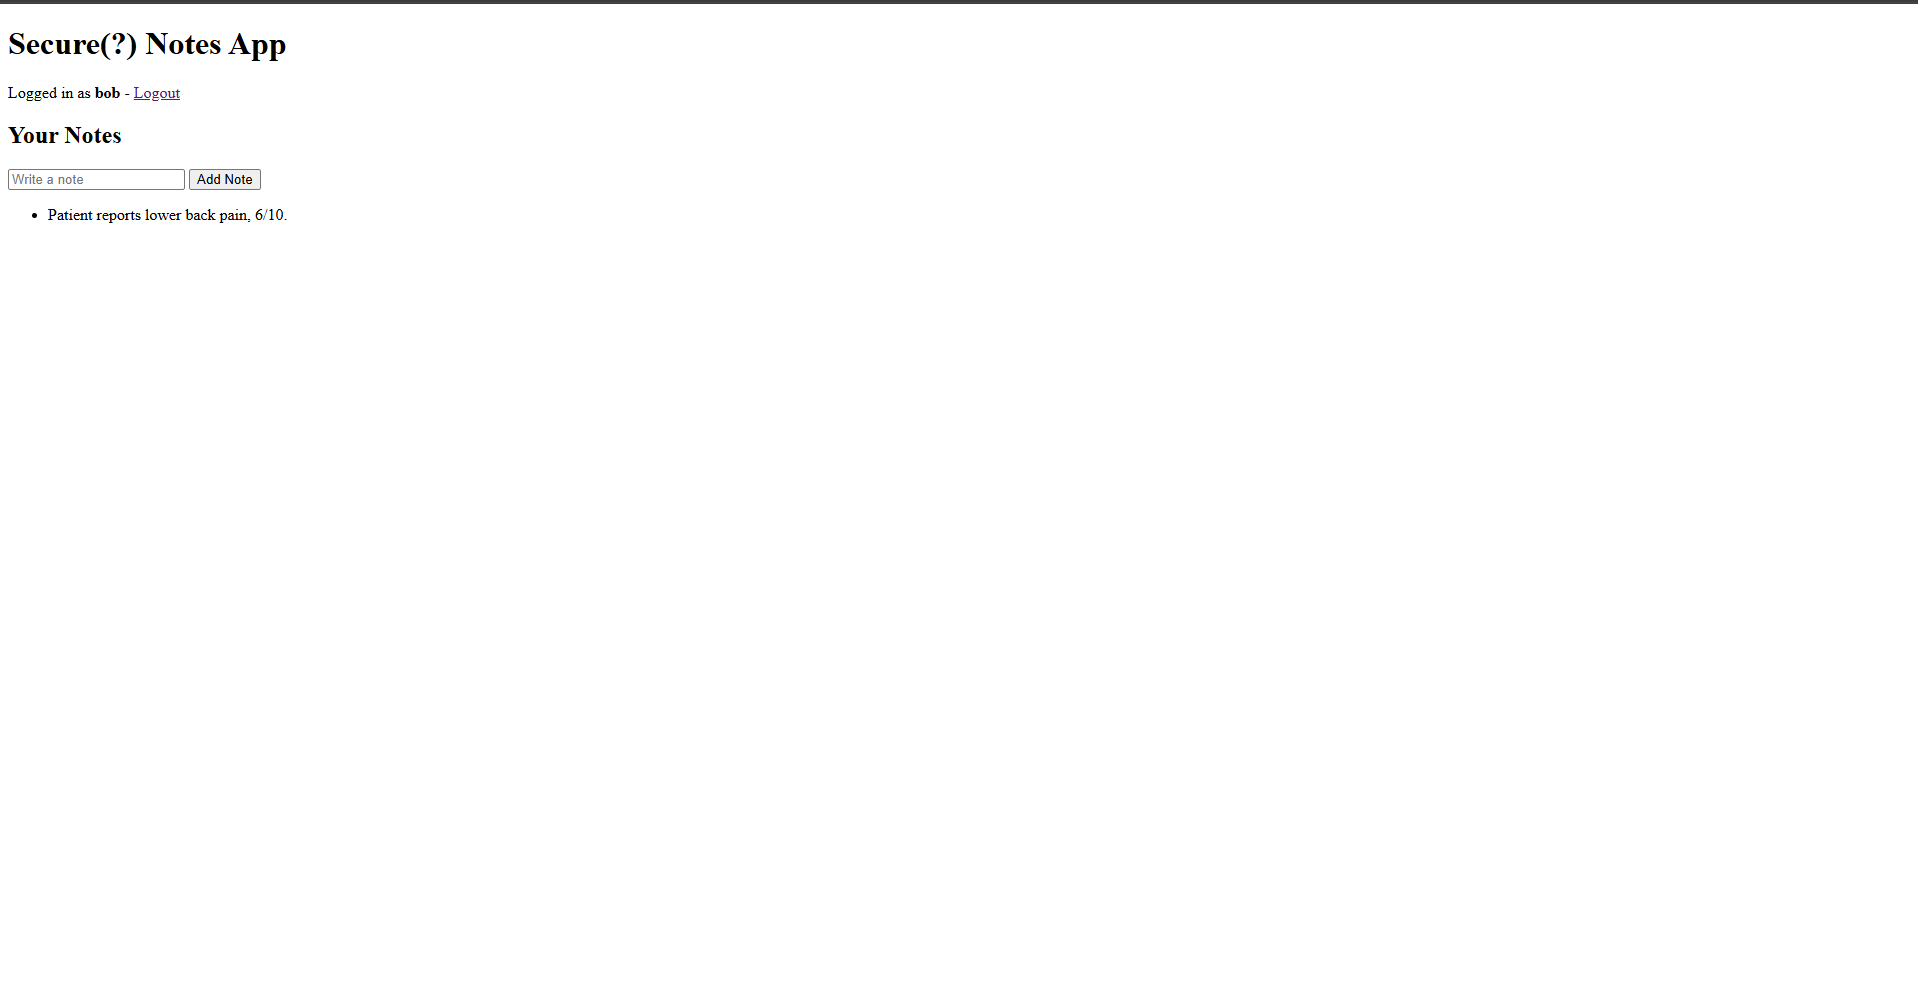 Secure(?) Notes App
Logged in as bob - Logout
Your Notes
Write a note Add Note
Patient reports lower back pain, 6/10.